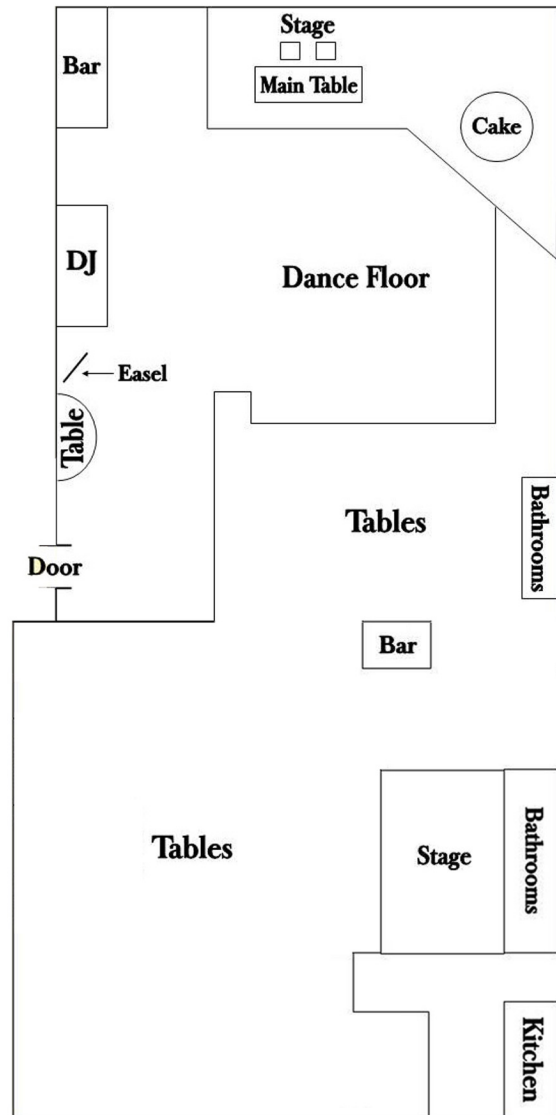 Stage
Bar
Main Table
Cake
DJ
Dance Floor
Easel
Table
Tables
Bathrooms
Door
Bar
Tables
Stage
Bathrooms
Kitchen